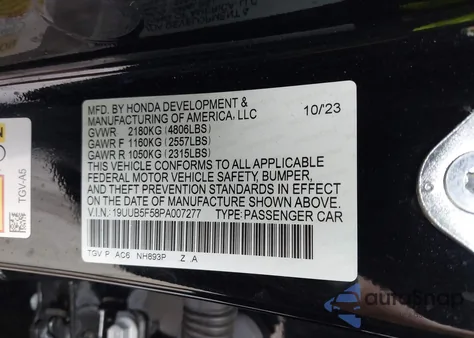 MFD. BY HONDA DEVELOPMENT &
MANUFACTURING OF AMERICA, LLC 10/23
GVWR 2180KG (4806LBS)
GAWR F 1160KG (2557LBS)
GAWR R 1050KG (2315LBS)
THIS VEHICLE CONFORMS TO ALL APPLICABLE
FEDERAL MOTOR VEHICLE SAFETY, BUMPER,
AND THEFT PREVENTION STANDARDS IN EFFECT
ON THE DATE OF MANUFACTURE SHOWN ABOVE.
V.I.N: 19UUB5F58PA007277 TYPE: PASSENGER CAR
TGV P AC6 NH893P .Z .A
TGV-A5
autosnap